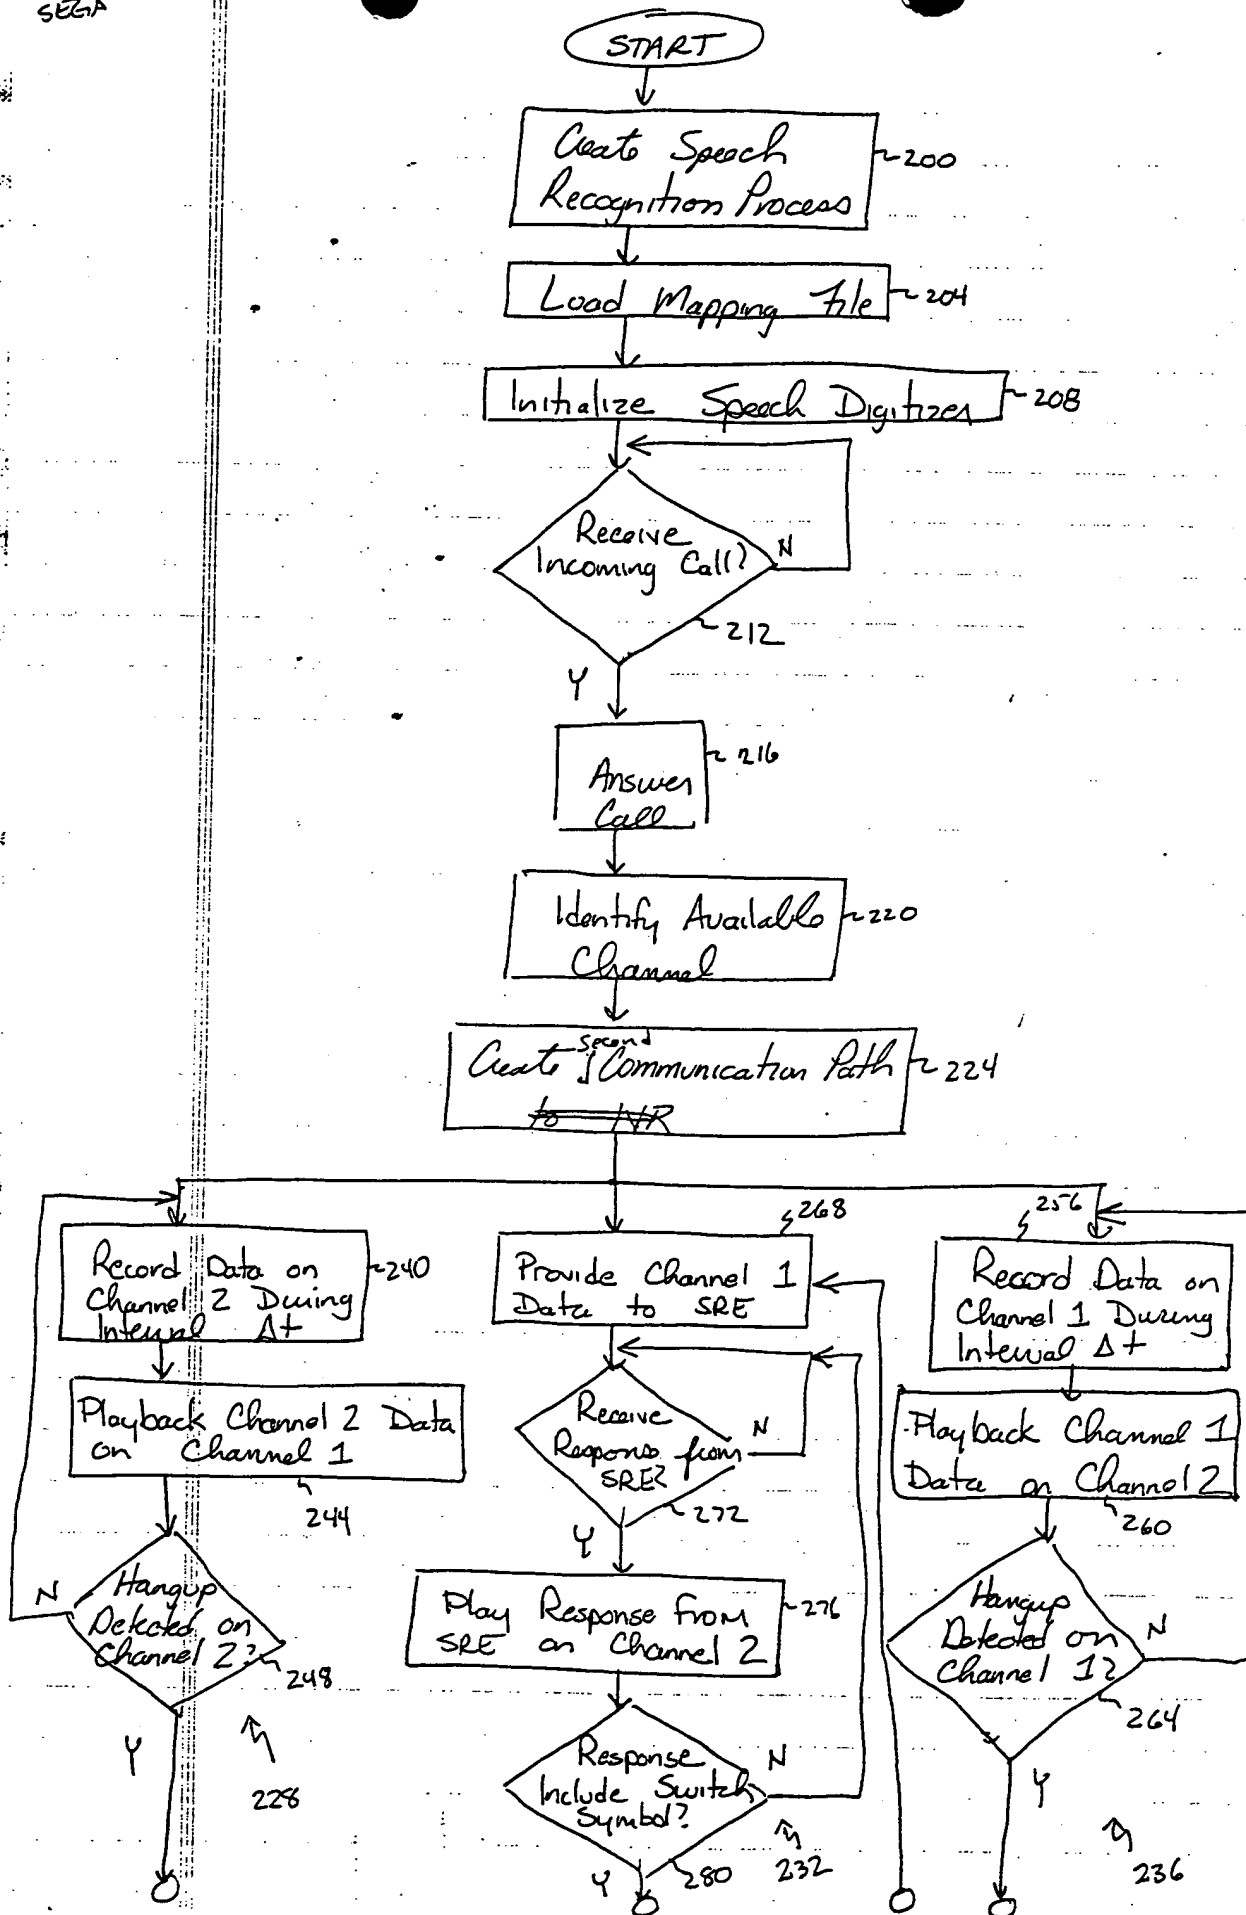 SEGA
START
Create Speech
Recognition Process
200
Load Mapping File
204
Initialize Speech Digitizer
208
Receive
Incoming Call?
N
212
Y
216
Answer
Call
Identify Available
Channel
220
second
Create Communication Path
224
to IVR
268
256
Record Data on
Channel 2 During
Interval Δt
240
Provide Channel 1
Data to SRE
Record Data on
Channel 1 During
Interval Δt
Playback Channel 2 Data
on Channel 1
244
Receive
Response from
SRE?
N
272
Y
Playback Channel 1
Data on Channel 2
260
Hangup
Detected on
Channel 2?
N
248
Y
228
Play Response From
SRE on Channel 2
276
Hangup
Detected on
Channel 1?
N
264
Y
236
Response
Include Switch
Symbol?
N
232
280
Y